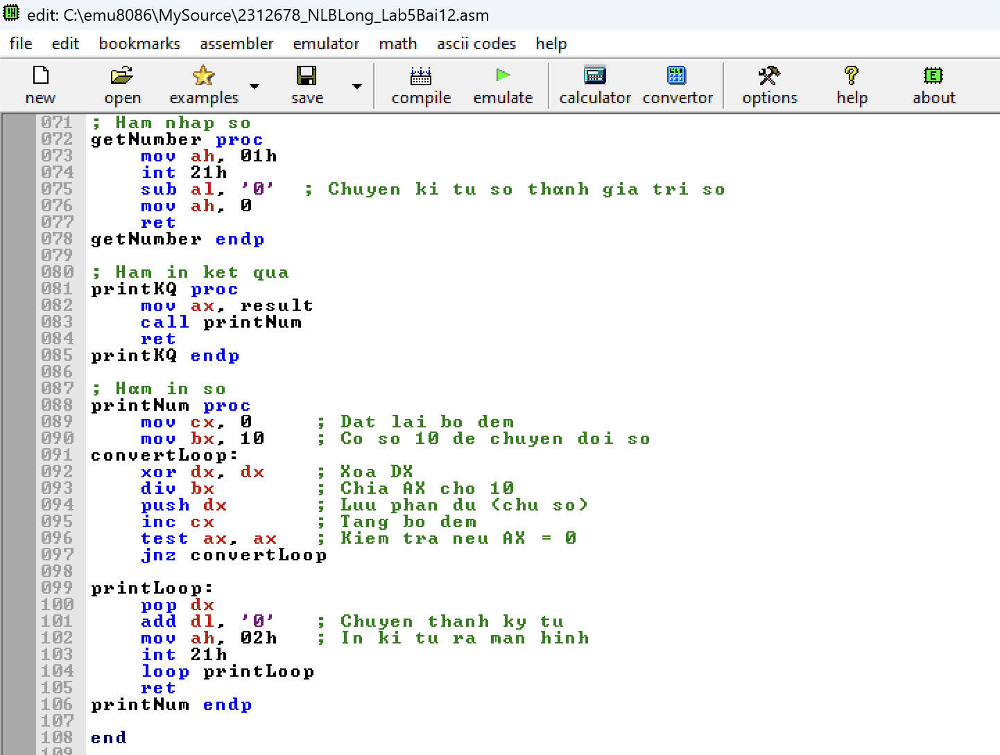 edit: C:\emu8086\MySource\2312678_NLBLong_Lab5Bai12.asm
file edit bookmarks assembler emulator math ascii codes help
new open examples save compile emulate calculator convertor options help about
071 ; Ham nhap so
072 getNumber proc
073 mov ah, 01h
074 int 21h
075 sub al, '0' ; Chuyen ki tu so thαnh gia tri so
076 mov ah, 0
077 ret
078 getNumber endp
079
080 ; Ham in ket qua
081 printKQ proc
082 mov ax, result
083 call printNum
084 ret
085 printKQ endp
086
087 ; Hαm in so
088 printNum proc
089 mov cx, 0 ; Dat lai bo dem
090 mov bx, 10 ; Co so 10 de chuyen doi so
091 convertLoop:
092 xor dx, dx ; Xoa DX
093 div bx ; Chia AX cho 10
094 push dx ; Luu phan du (chu so)
095 inc cx ; Tang bo dem
096 test ax, ax ; Kiem tra neu AX = 0
097 jnz convertLoop
098
099 printLoop:
100 pop dx
101 add dl, '0' ; Chuyen thanh ky tu
102 mov ah, 02h ; In ki tu ra man hinh
103 int 21h
104 loop printLoop
105 ret
106 printNum endp
107
108 end
109